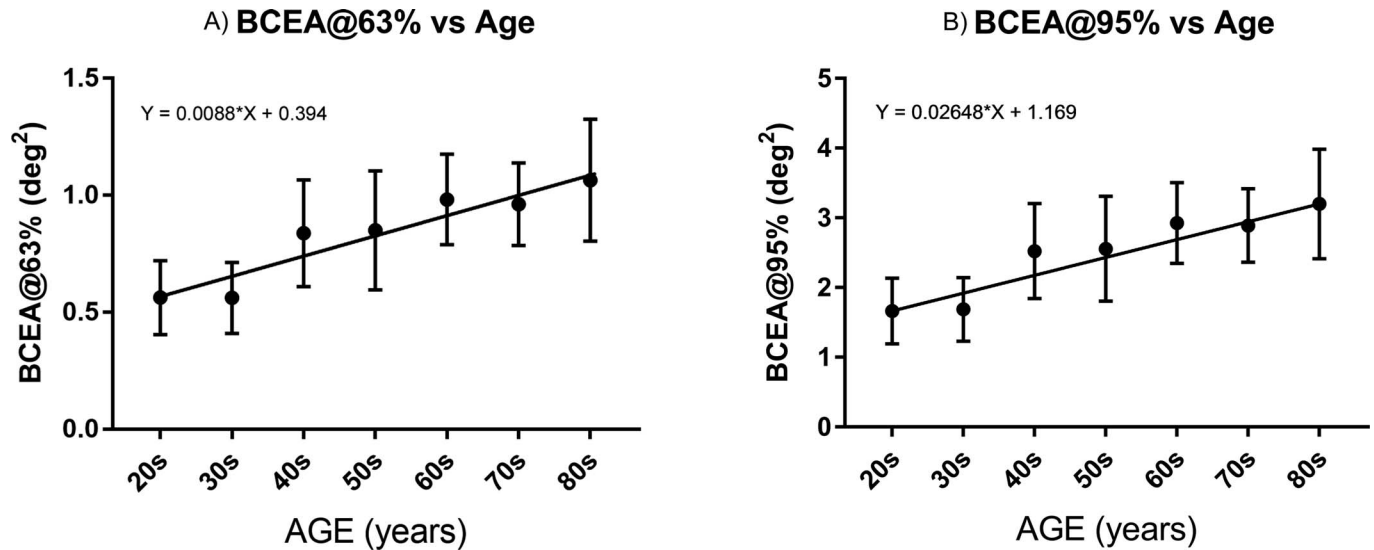 A) BCEA@63% vs Age
Y = 0.0088*X + 0.394
BCEA@63% (deg²)
1.5
1.0
0.5
0.0
20s 30s 40s 50s 60s 70s 80s
AGE (years)
B) BCEA@95% vs Age
Y = 0.02648*X + 1.169
BCEA@95% (deg²)
5
4
3
2
1
0
20s 30s 40s 50s 60s 70s 80s
AGE (years)